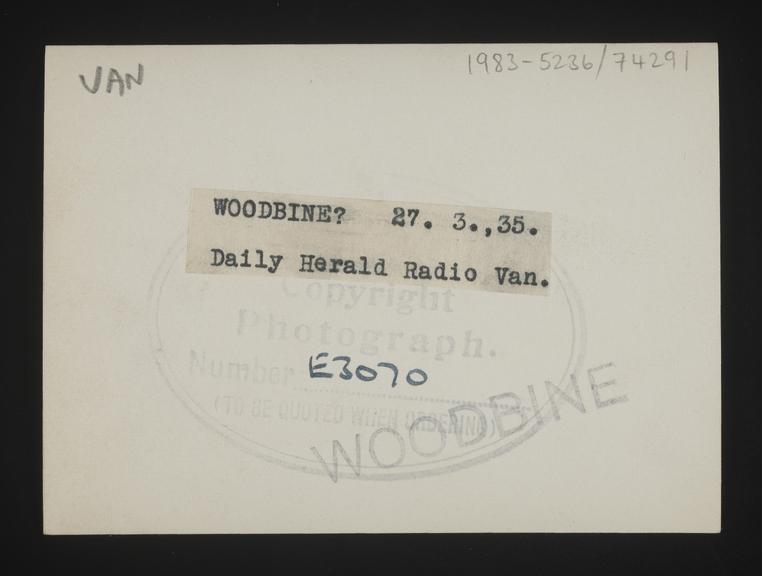 VAN
1983-5236/74291
WOODBINE? 27. 3.,35.
Daily Herald Radio Van.
Copyright
Photograph.
Number E3070
(TO BE QUOTED WHEN ORDERING)
WOODBINE